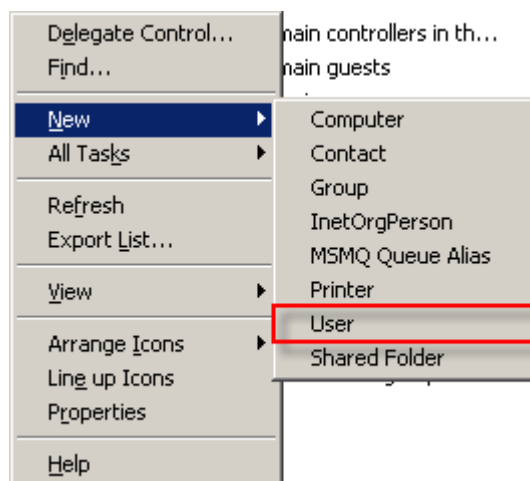 Delegate Control...
main controllers in th...
Find...
main guests
New
All Tasks
Refresh
Export List...
View
Arrange Icons
Line up Icons
Properties
Help
Computer
Contact
Group
InetOrgPerson
MSMQ Queue Alias
Printer
User
Shared Folder